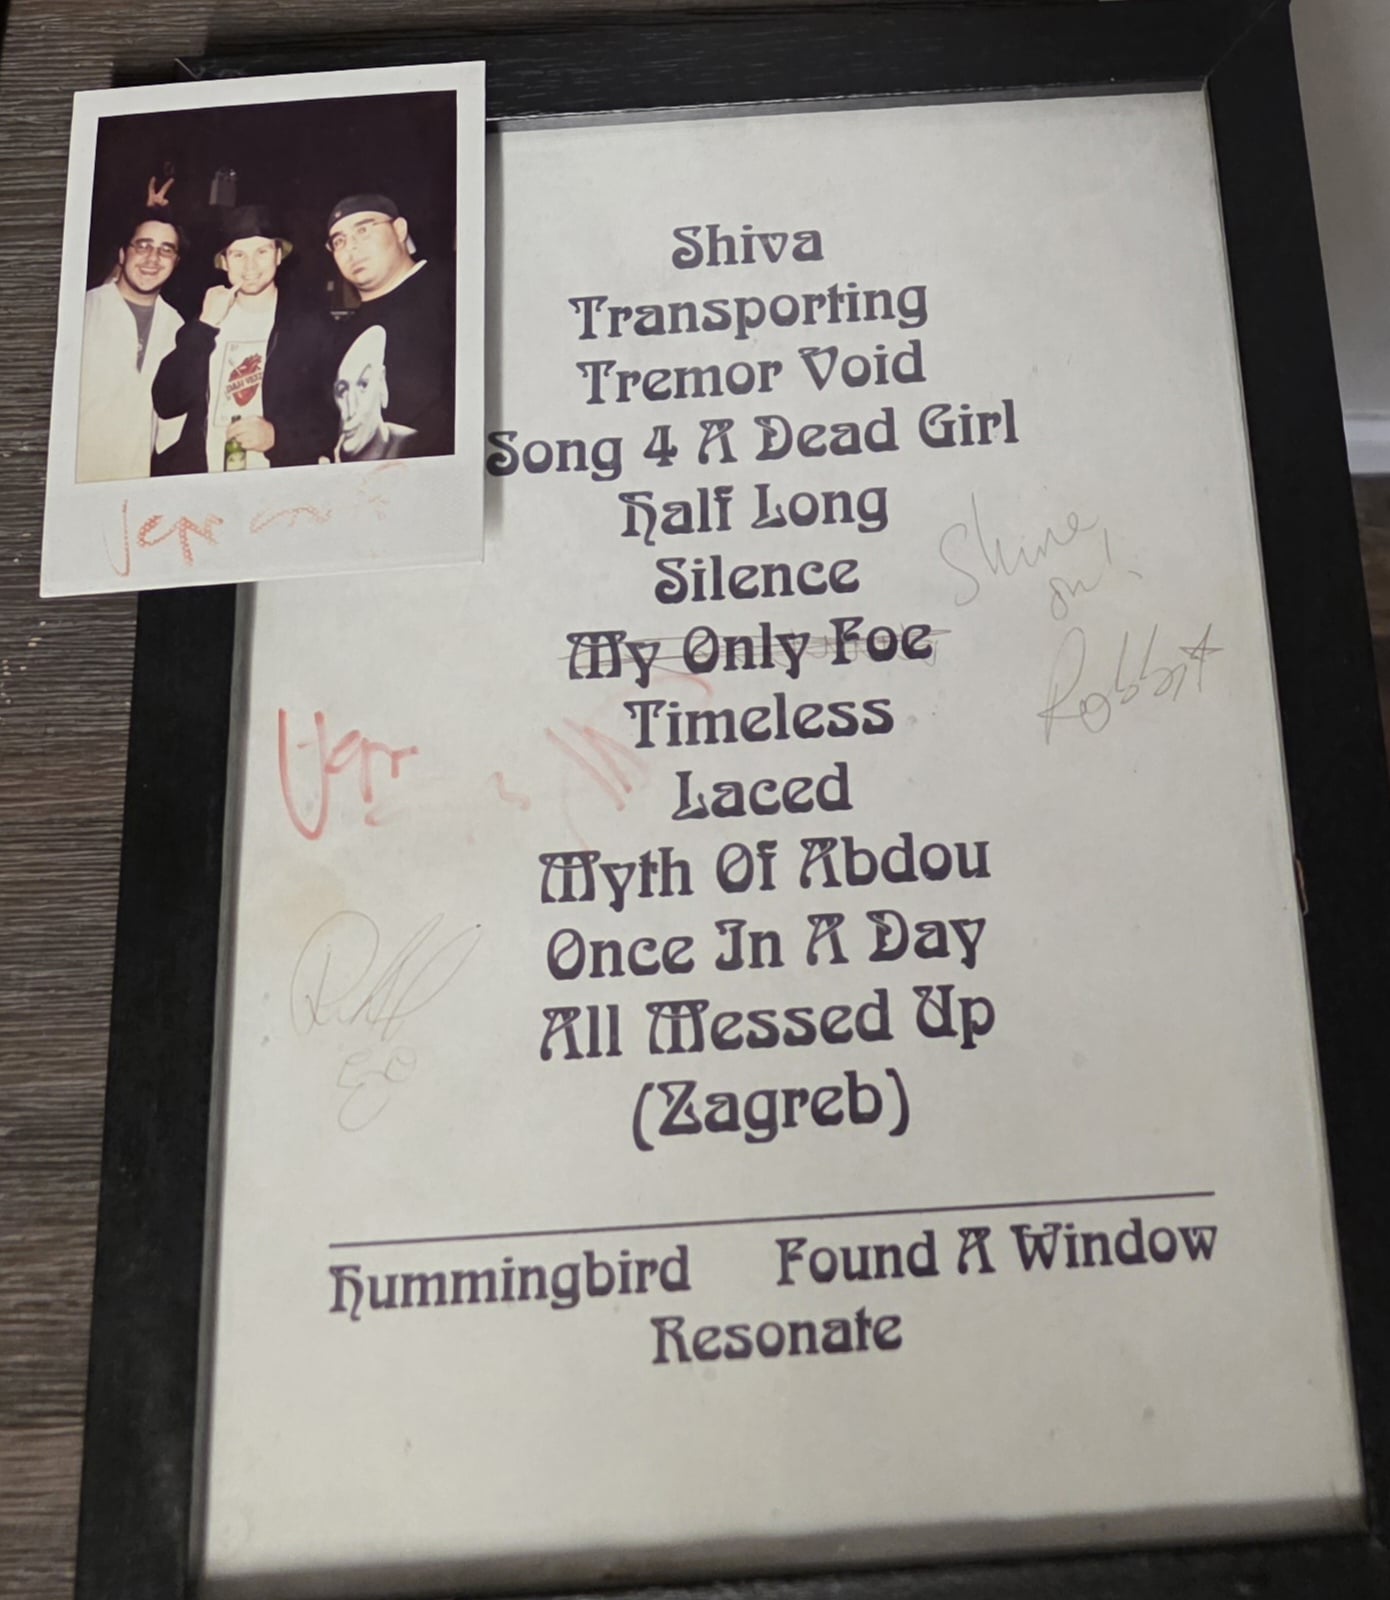 Shiva
Transporting
Tremor Void
Song 4 A Dead Girl
Half Long
Silence
Shine
on!
My Only Foe
Robbi
Timeless
Laced
Myth Of Abdou
Once In A Day
All Messed Up
(Zagreb)
Hummingbird Found A Window
Resonate